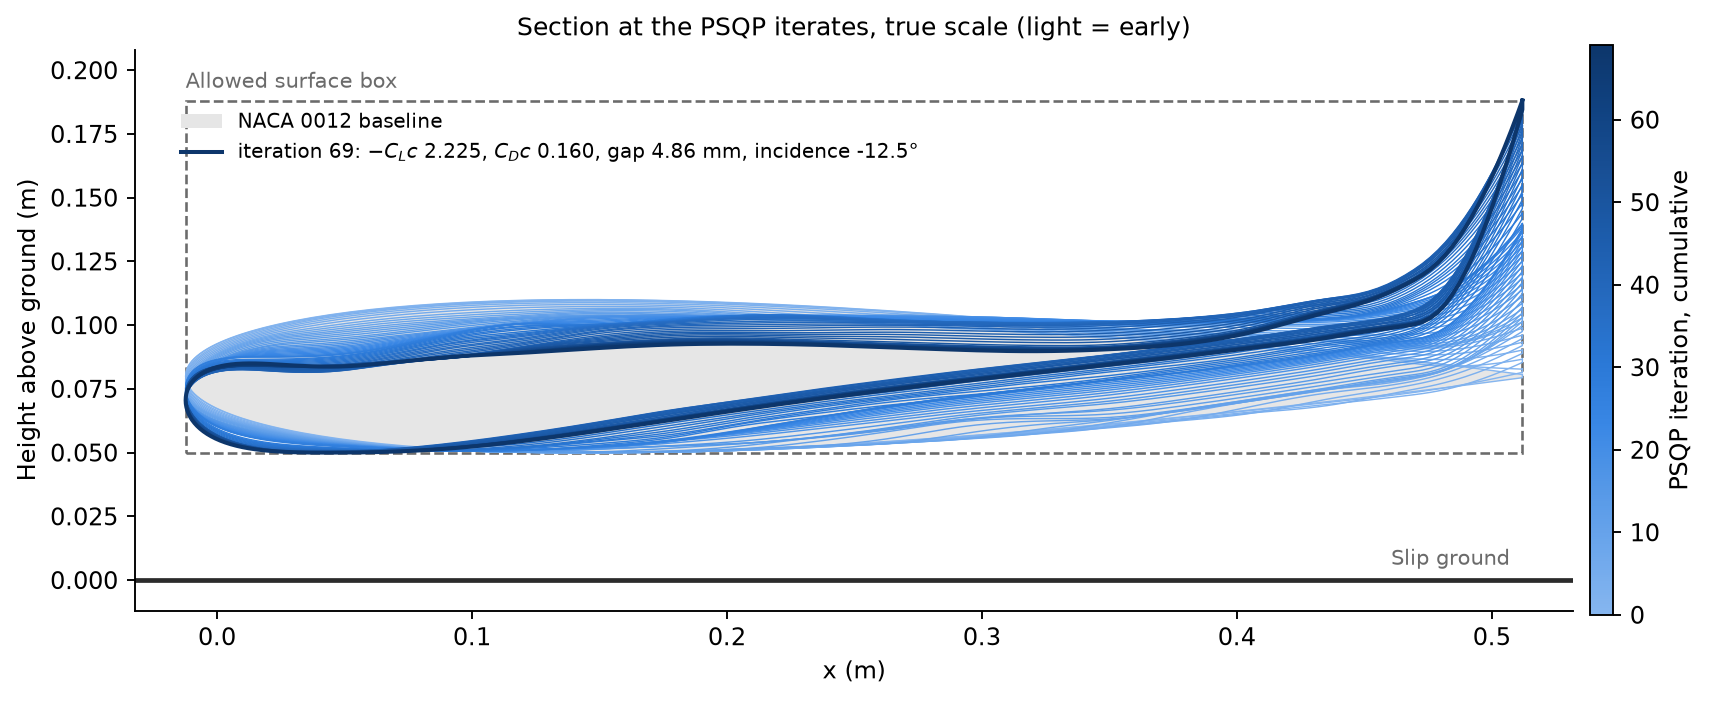 Section at the PSQP iterates, true scale (light = early)
Allowed surface box
NACA 0012 baseline
iteration 69: −C_Lc 2.225, C_Dc 0.160, gap 4.86 mm, incidence -12.5°
Slip ground
Height above ground (m)
0.200
0.175
0.150
0.125
0.100
0.075
0.050
0.025
0.000
0.0 0.1 0.2 0.3 0.4 0.5
x (m)
60
50
40
30
20
10
0
PSQP iteration, cumulative